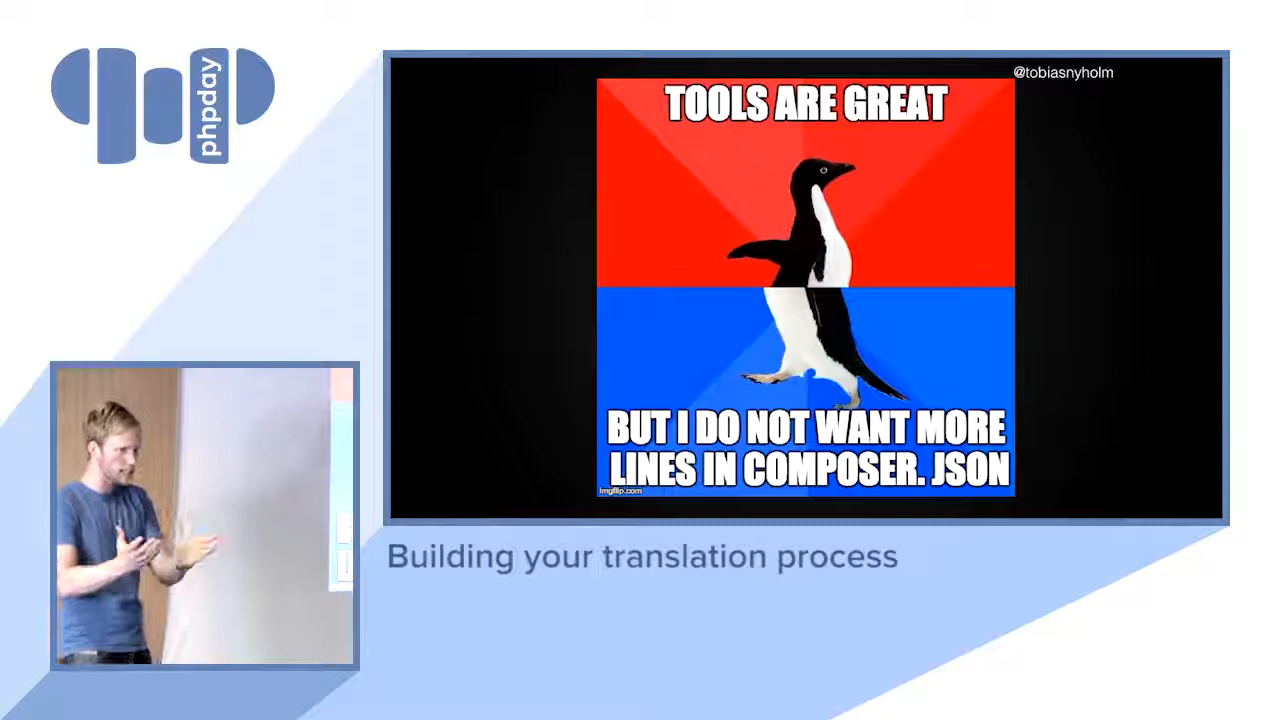 phpday
@tobiasnyholm
TOOLS ARE GREAT
BUT I DO NOT WANT MORE
LINES IN COMPOSER. JSON
imgflip.com
Building your translation process